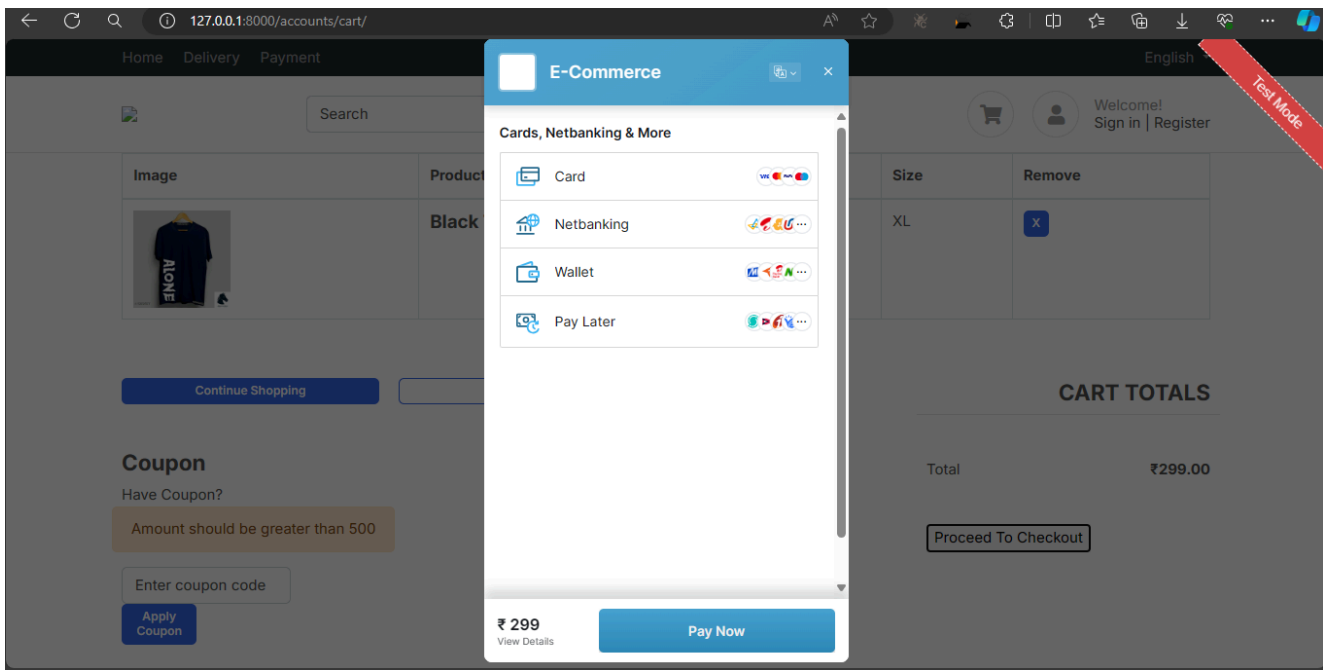 127.0.0.1:8000/accounts/cart/
Home Delivery Payment
English
Test Mode
Search
Welcome!
Sign in | Register
E-Commerce
Cards, Netbanking & More
Card
Netbanking
Wallet
Pay Later
₹ 299
View Details
Pay Now
Image Product Size Remove
ALONE
Black
XL
X
Continue Shopping
CART TOTALS
Coupon
Have Coupon?
Amount should be greater than 500
Enter coupon code
Apply
Coupon
Total ₹299.00
Proceed To Checkout